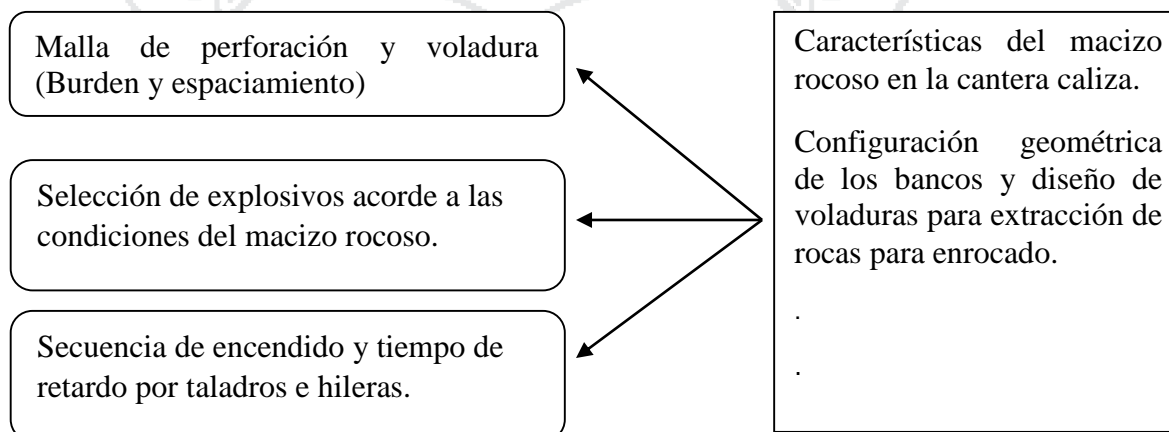 Malla de perforación y voladura
(Burden y espaciamiento)
Selección de explosivos acorde a las
condiciones del macizo rocoso.
Secuencia de encendido y tiempo de
retardo por taladros e hileras.
Características del macizo
rocoso en la cantera caliza.
Configuración geométrica
de los bancos y diseño de
voladuras para extracción de
rocas para enrocado.
.
.
.